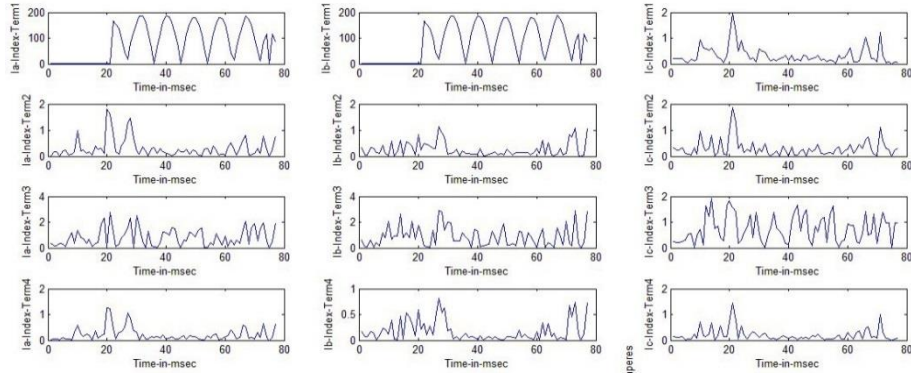 Ia-Index-Term1
200
100
0
0 20 40 60 80
Time-in-msec
Ib-Index-Term1
200
100
0
0 20 40 60 80
Time-in-msec
Ic-Index-Term1
2
1
0
0 20 40 60 80
Time-in-msec
Ia-Index-Term2
2
1
0
0 20 40 60 80
Time-in-msec
Ib-Index-Term2
2
1
0
0 20 40 60 80
Time-in-msec
Ic-Index-Term2
2
1
0
0 20 40 60 80
Time-in-msec
Ia-Index-Term3
4
2
0
0 20 40 60 80
Time-in-msec
Ib-Index-Term3
4
2
0
0 20 40 60 80
Time-in-msec
Ic-Index-Term3
2
1
0
0 20 40 60 80
Time-in-msec
Ia-Index-Term4
2
1
0
0 20 40 60 80
Time-in-msec
Ib-Index-Term4
1
0.5
0
0 20 40 60 80
Time-in-msec
peres
Ic-Index-Term4
2
1
0
0 20 40 60 80
Time-in-msec